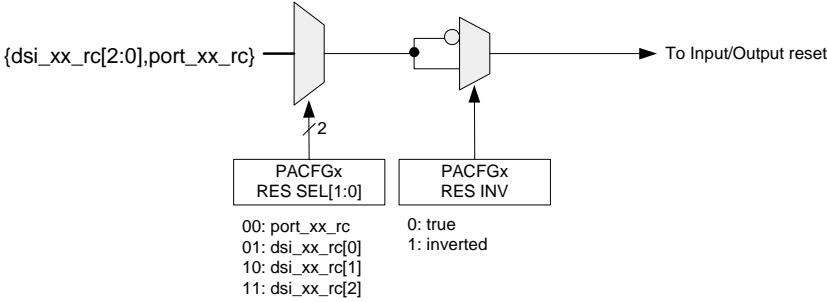 {dsi_xx_rc[2:0],port_xx_rc}
To Input/Output reset
2
PACFGx
RES SEL[1:0]
PACFGx
RES INV
00: port_xx_rc
01: dsi_xx_rc[0]
10: dsi_xx_rc[1]
11: dsi_xx_rc[2]
0: true
1: inverted